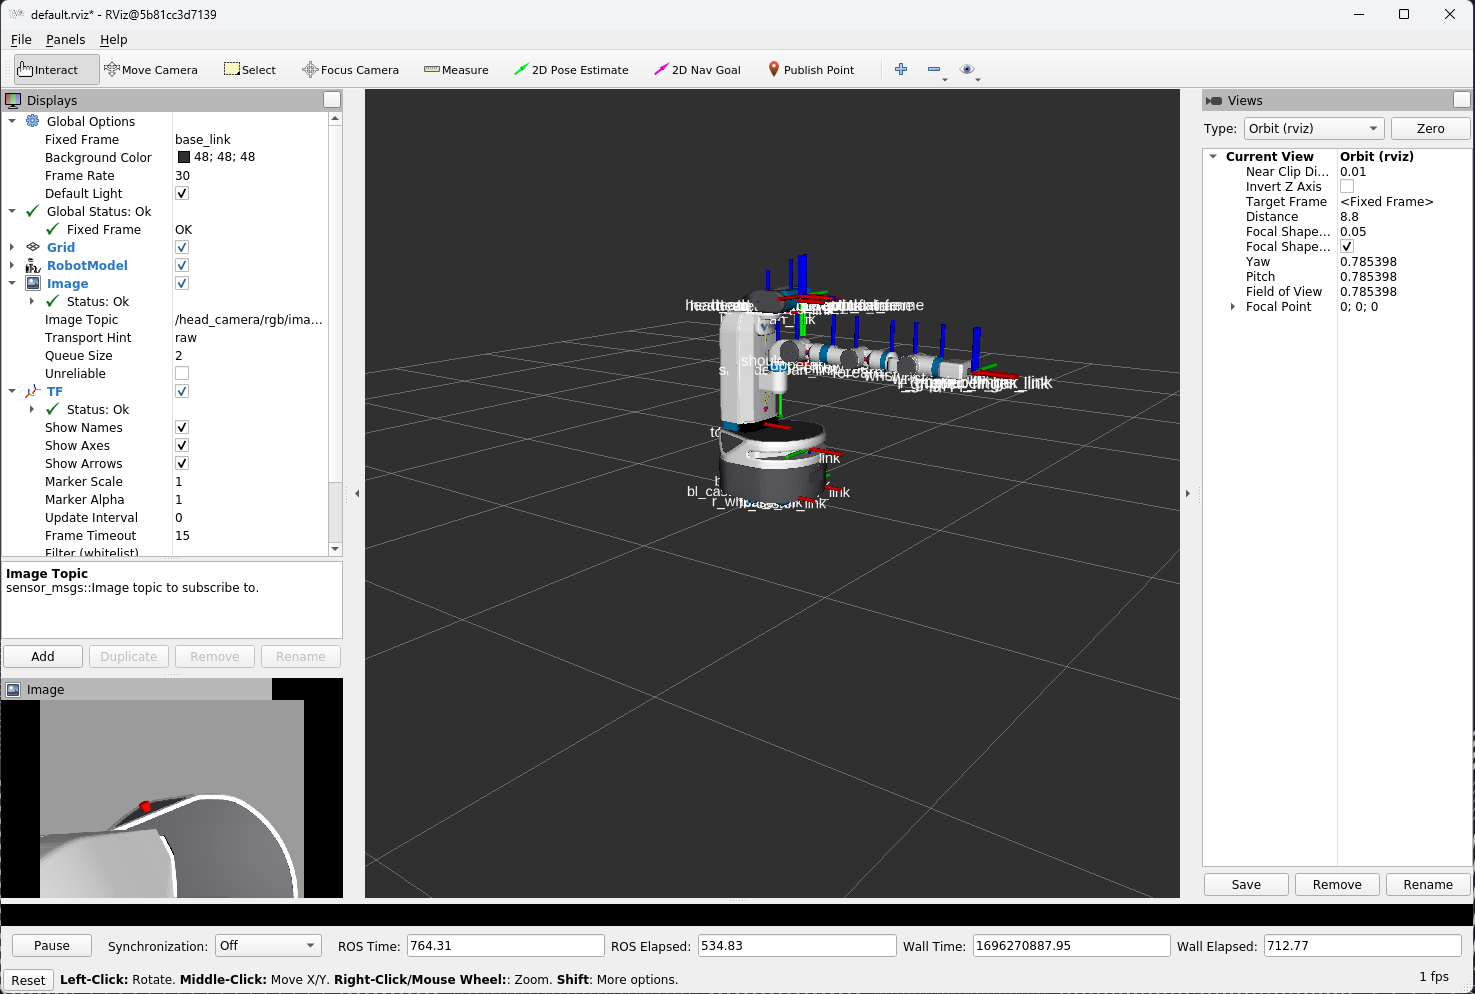 default.rviz* - RViz@5b81cc3d7139
File Panels Help
Interact Move Camera Select Focus Camera Measure 2D Pose Estimate 2D Nav Goal Publish Point
Displays
Global Options
Fixed Frame base_link
Background Color 48; 48; 48
Frame Rate 30
Default Light
Global Status: Ok
Fixed Frame OK
Grid
RobotModel
Image
Status: Ok
Image Topic /head_camera/rgb/ima...
Transport Hint raw
Queue Size 2
Unreliable
TF
Status: Ok
Show Names
Show Axes
Show Arrows
Marker Scale 1
Marker Alpha 1
Update Interval 0
Frame Timeout 15
Filter (whitelist)
Image Topic
sensor_msgs::Image topic to subscribe to.
Add Duplicate Remove Rename
Image
Views
Type: Orbit (rviz) Zero
Current View Orbit (rviz)
Near Clip Di... 0.01
Invert Z Axis
Target Frame <Fixed Frame>
Distance 8.8
Focal Shape... 0.05
Focal Shape...
Yaw 0.785398
Pitch 0.785398
Field of View 0.785398
Focal Point 0; 0; 0
Save Remove Rename
Pause Synchronization: Off ROS Time: 764.31 ROS Elapsed: 534.83 Wall Time: 1696270887.95 Wall Elapsed: 712.77
Reset Left-Click: Rotate. Middle-Click: Move X/Y. Right-Click/Mouse Wheel:: Zoom. Shift: More options. 1 fps